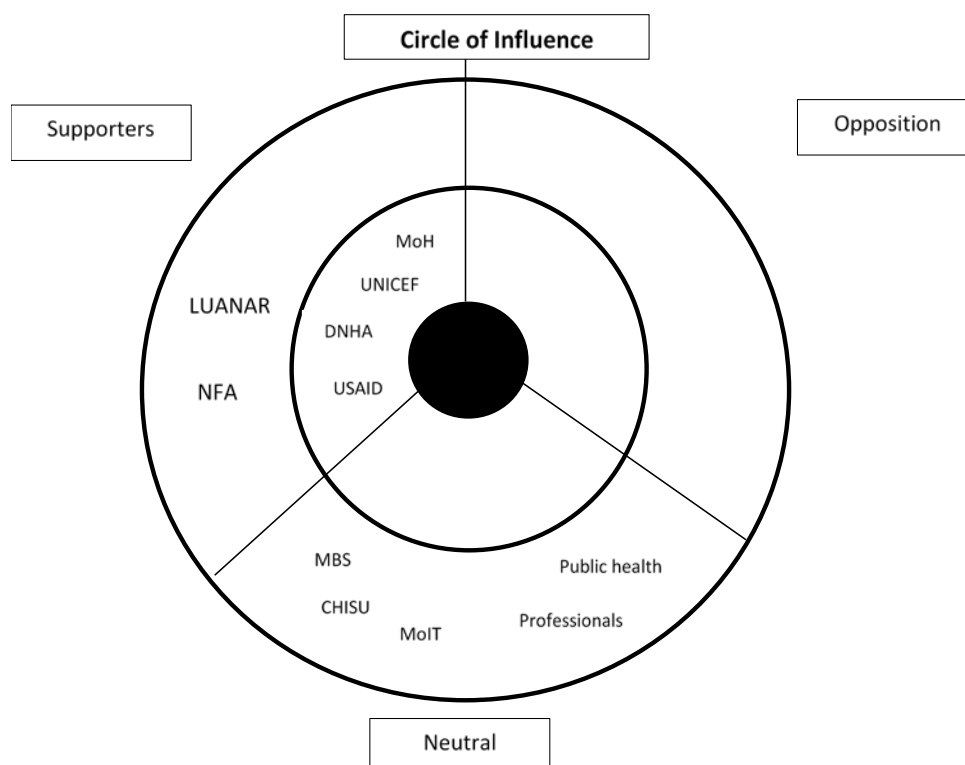 Circle of Influence
Supporters
Opposition
MoH
UNICEF
LUANAR
DNHA
NFA
USAID
MBS
Public health
CHISU
Professionals
MoIT
Neutral